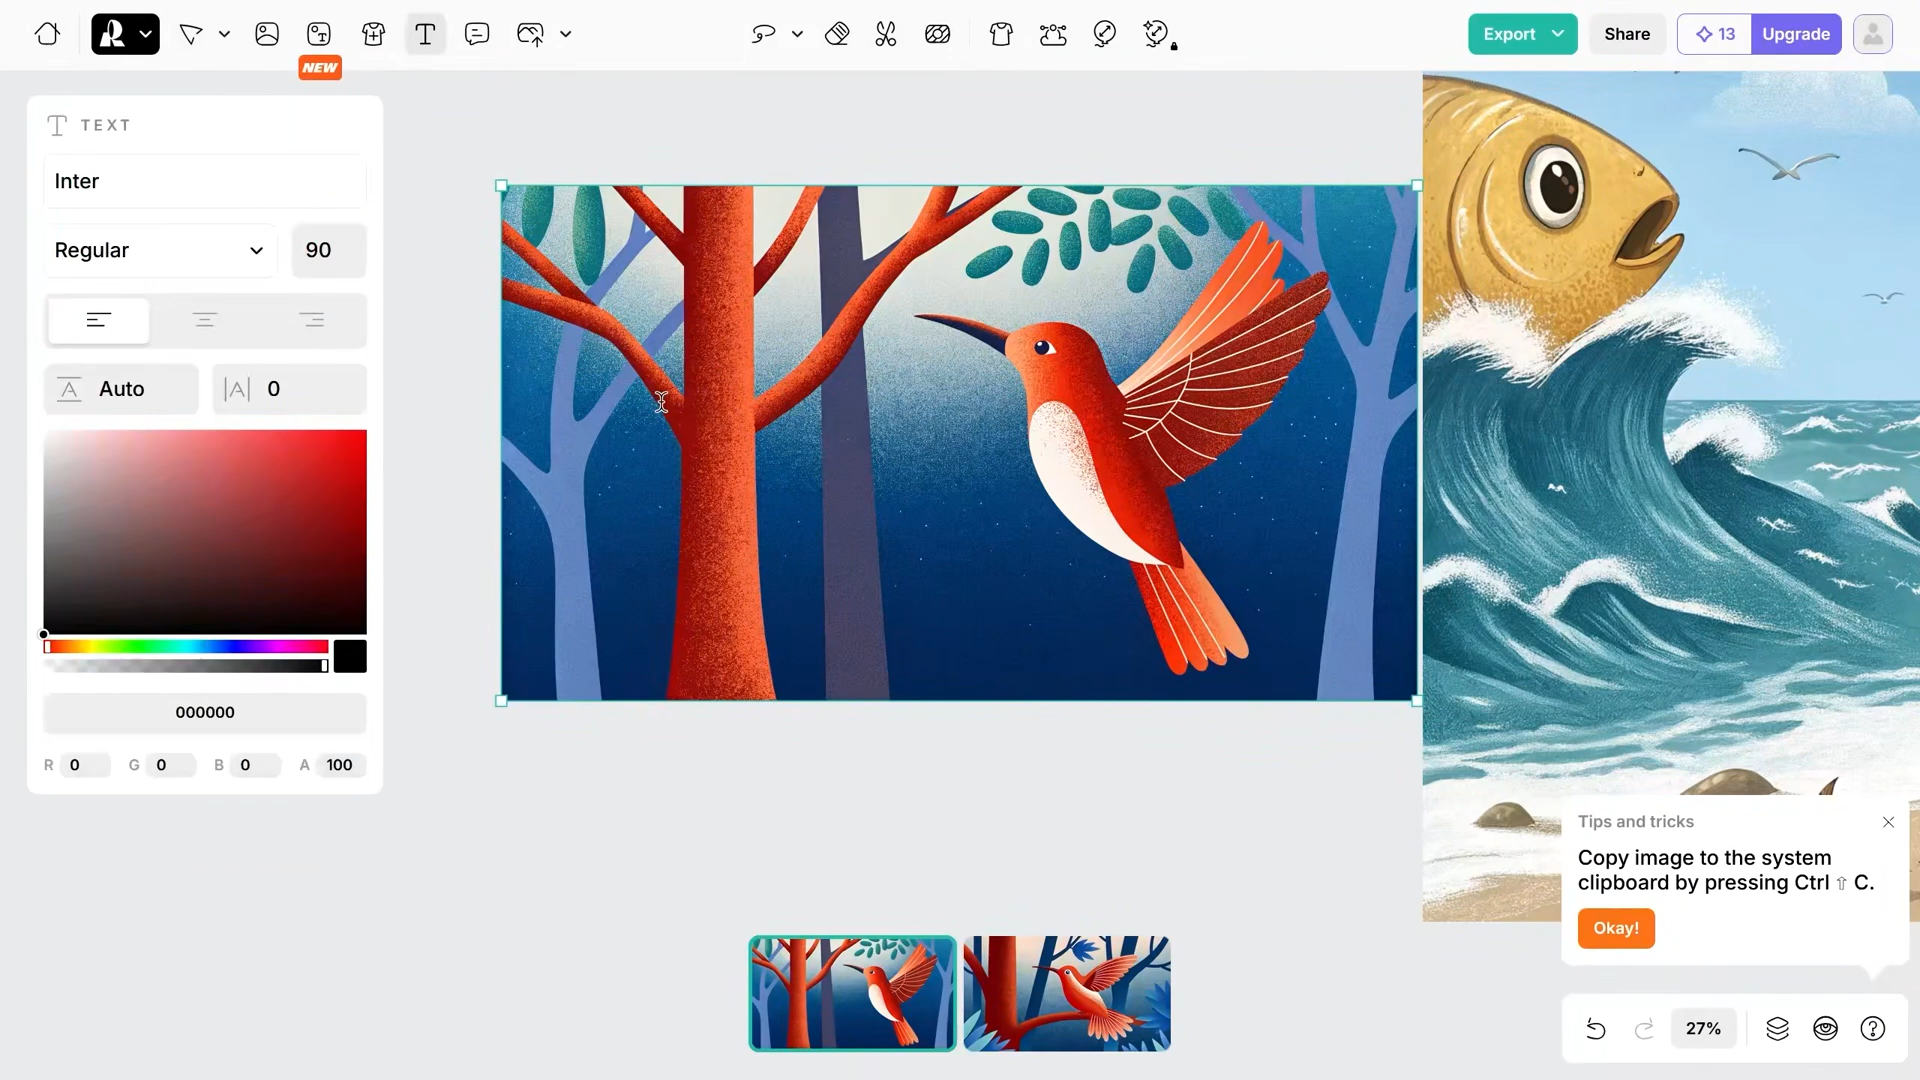 NEW
Export
Share
13
Upgrade
TEXT
Inter
Regular
90
Auto
0
000000
R 0 G 0 B 0 A 100
Tips and tricks
Copy image to the system
clipboard by pressing Ctrl ⇧ C.
Okay!
27%